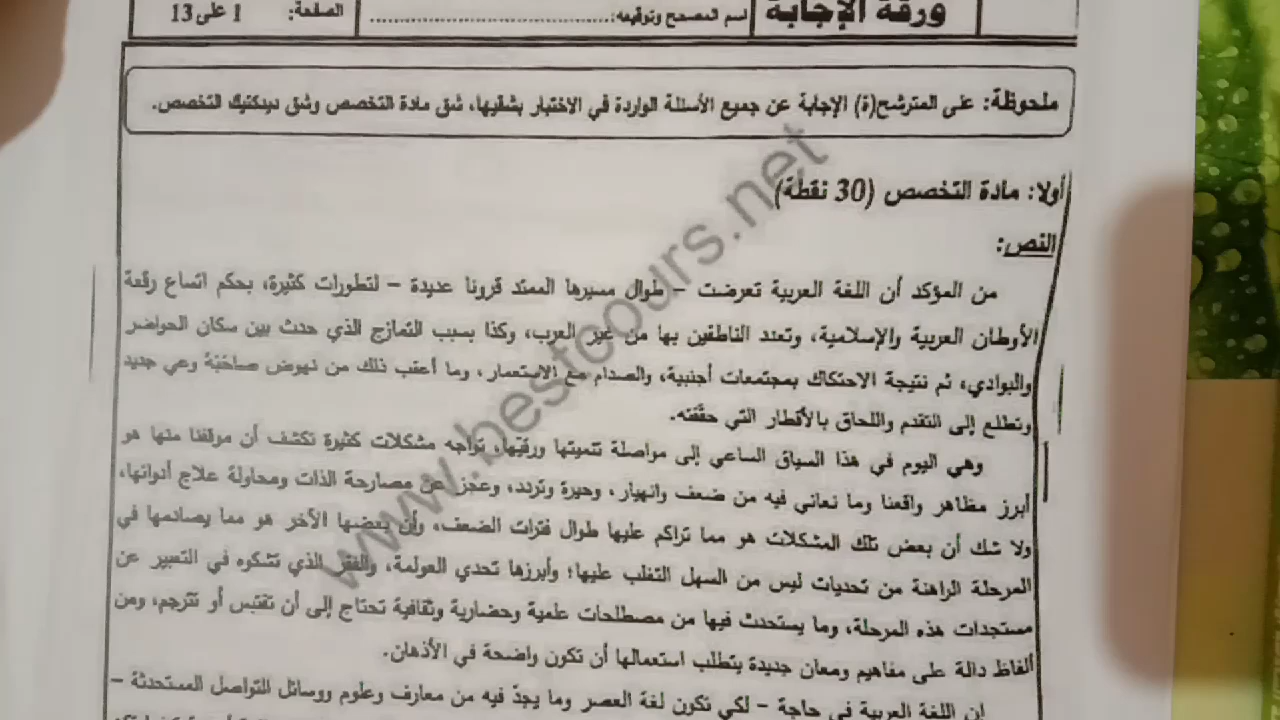 ورقة الإجابة
اسم المصحح وتوقيعه:
الصفحة: 1 على 13
ملحوظة: على المترشح(ة) الإجابة عن جميع الأسئلة الواردة في الاختبار بشقيها، شق مادة التخصص وشق ديدكتيك التخصص.
أولا: مادة التخصص (30 نقطة)
النص:
من المؤكد أن اللغة العربية تعرضت – طوال مسيرها الممتد قرونا عديدة – لتطورات كثيرة، بحكم اتساع رقعة
الأوطان العربية والإسلامية، وتعدد الناطقين بها من غير العرب، وكذا بسبب التمازج الذي حدث بين سكان الحواضر
والبوادي، ثم نتيجة الاحتكاك بمجتمعات أجنبية، والصدام مع الاستعمار، وما أعقب ذلك من نهوض صاحَبَهُ وعي جديد
وتطلع إلى التقدم واللحاق بالأقطار التي حقّقته.
وهي اليوم في هذا السياق الساعي إلى مواصلة تنميتها ورقيّها، تواجه مشكلات كثيرة تكشف أن موقفنا منها هو
أبرز مظاهر واقعنا وما نعاني فيه من ضعف وانهيار، وحيرة وتردد، وعجز عن مصارحة الذات ومحاولة علاج أدوائها،
ولا شك أن بعض تلك المشكلات هو مما تراكم عليها طوال فترات الضعف، وأن بعضها الآخر هو مما يصادمها في
المرحلة الراهنة من تحديات ليس من السهل التغلب عليها؛ وأبرزها تحدي العولمة، والفقر الذي تشكوه في التعبير عن
مستجدات هذه المرحلة، وما يستحدث فيها من مصطلحات علمية وحضارية وثقافية تحتاج إلى أن تقتبس أو تترجم، ومن
ألفاظ دالة على مفاهيم ومعان جديدة يتطلب استعمالها أن تكون واضحة في الأذهان.
إن اللغة العربية في حاجة – لكي تكون لغة العصر وما يجدّ فيه من معارف وعلوم ووسائل للتواصل المستحدثة –
www.bestcours.net